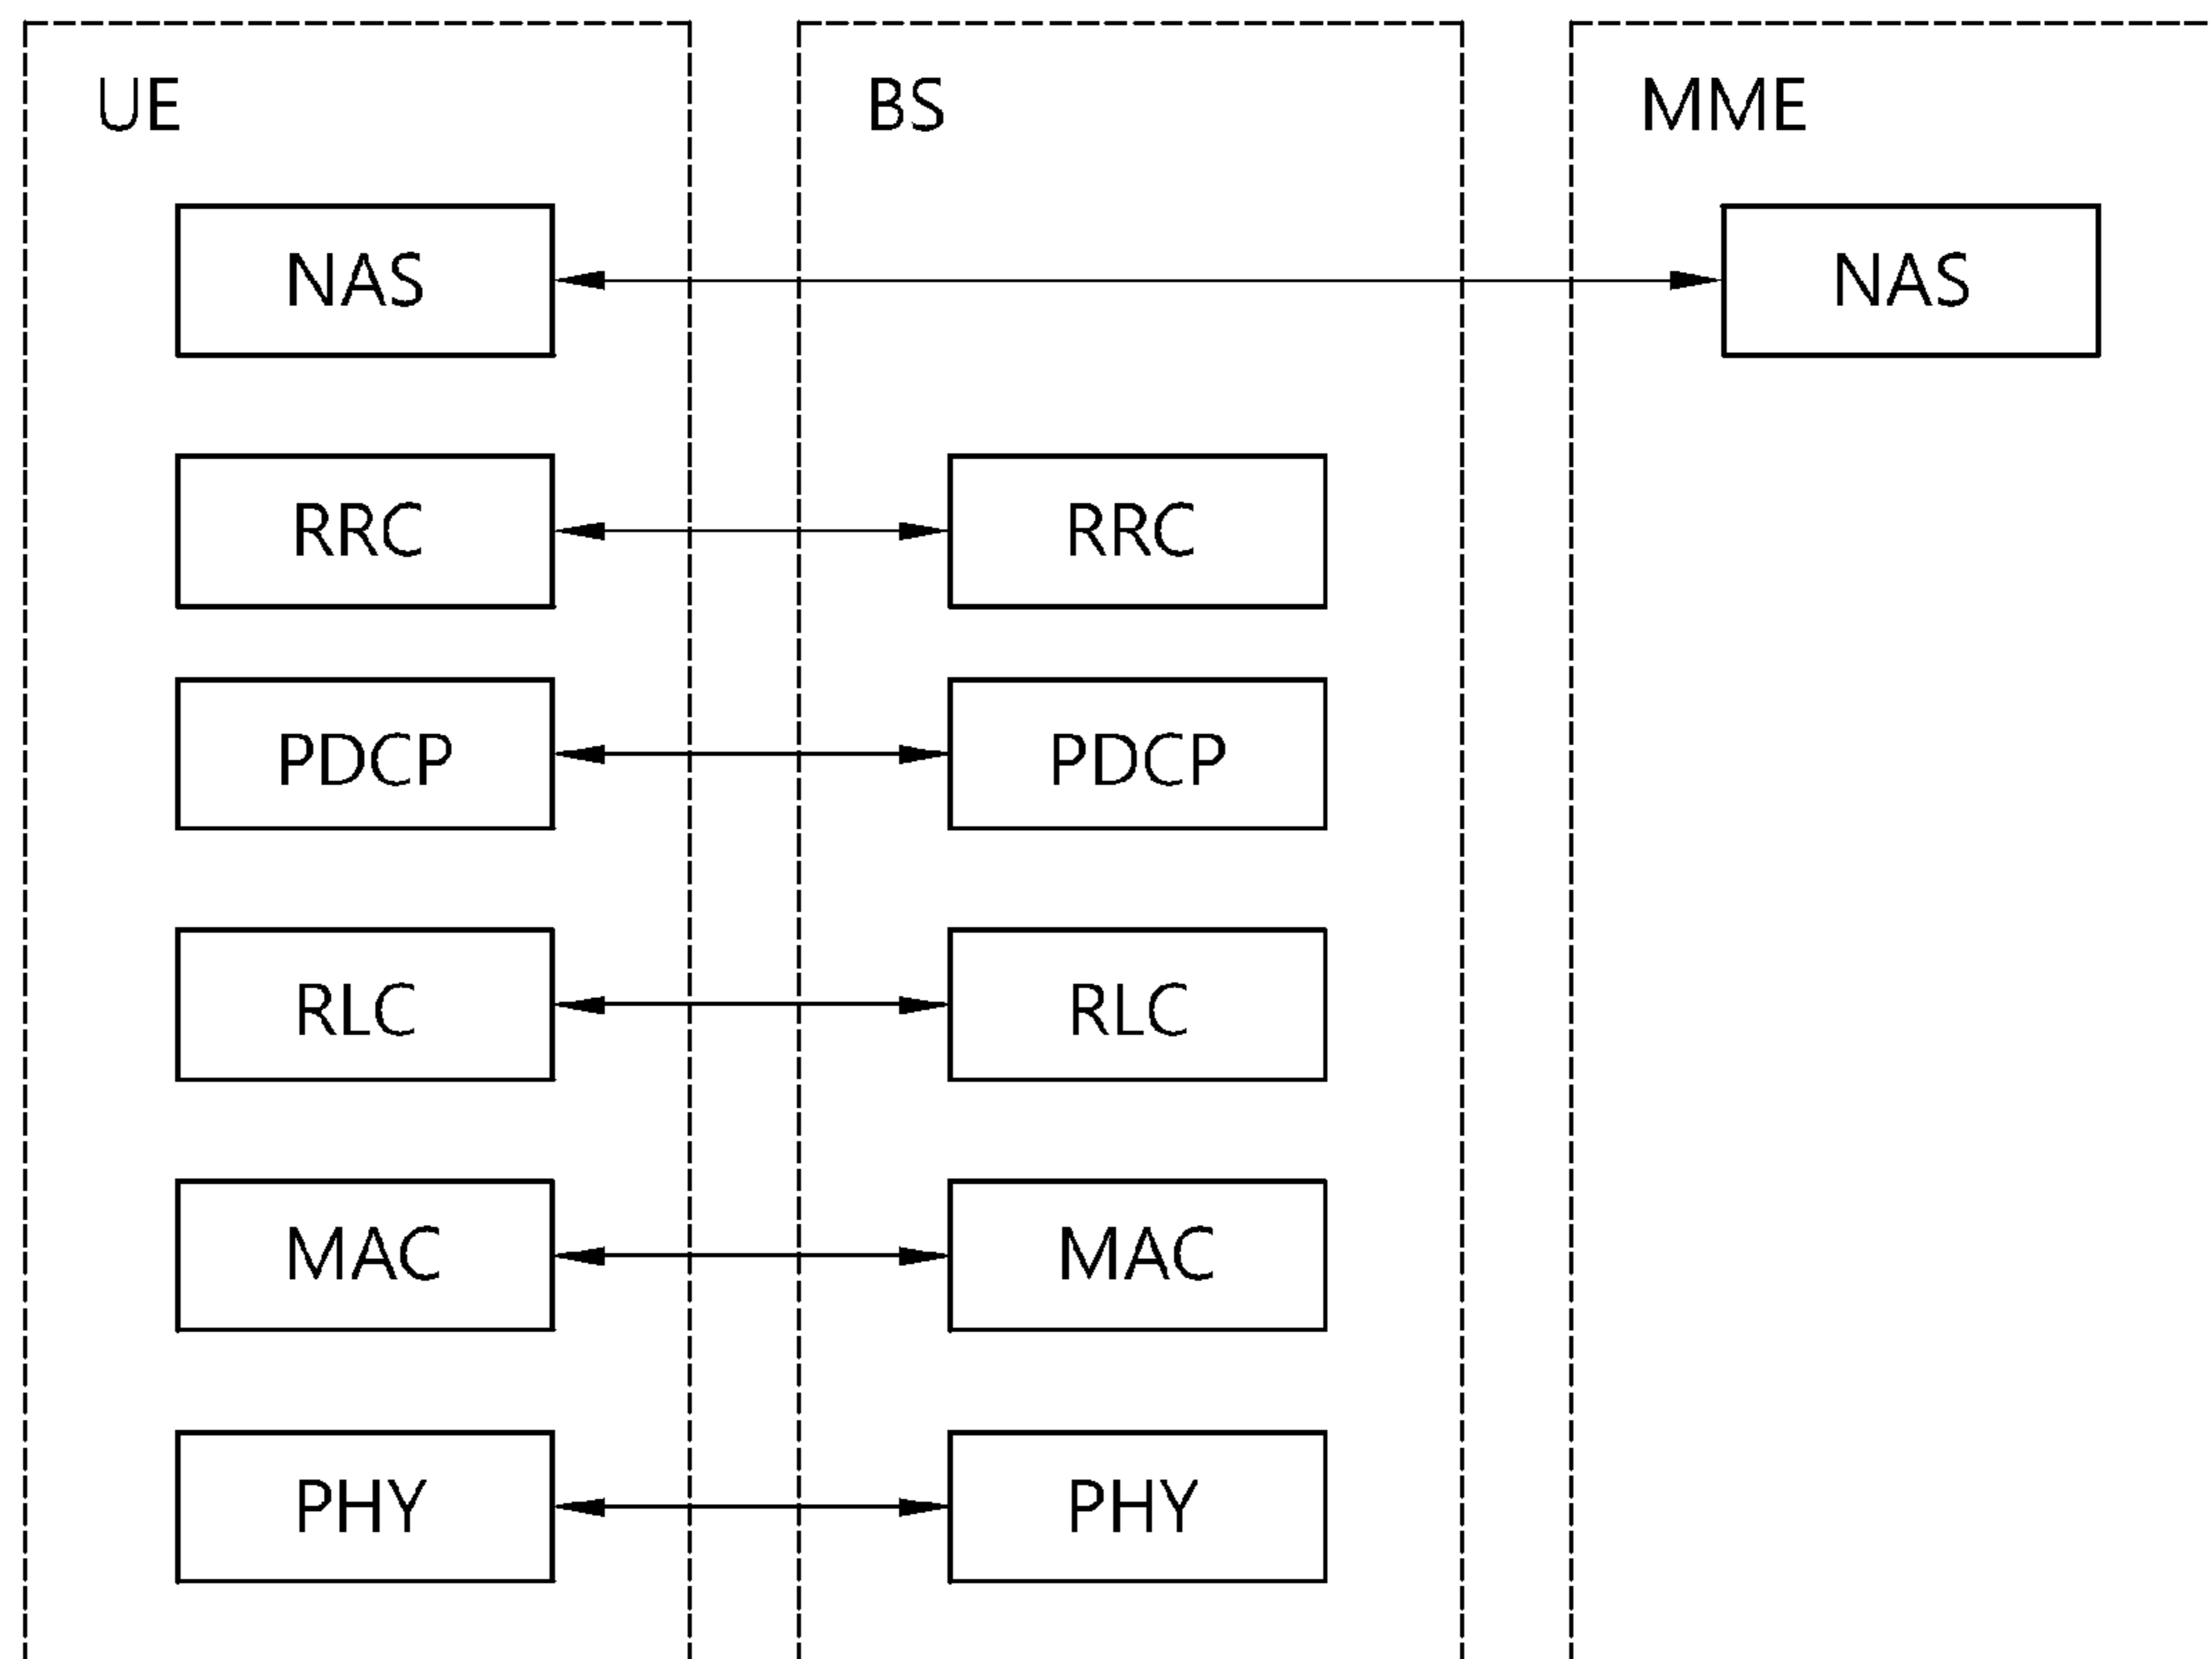 UE BS MME
NAS NAS
RRC RRC
PDCP PDCP
RLC RLC
MAC MAC
PHY PHY